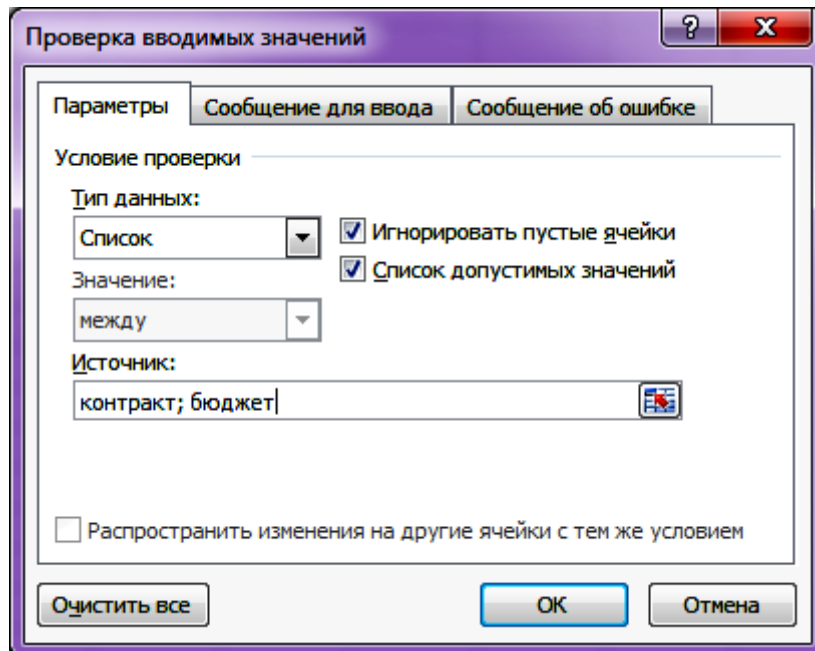 Проверка вводимых значений
Параметры Сообщение для ввода Сообщение об ошибке
Условие проверки
Тип данных:
Список
Игнорировать пустые ячейки
Список допустимых значений
Значение:
между
Источник:
контракт; бюджет
Распространить изменения на другие ячейки с тем же условием
Очистить все ОК Отмена